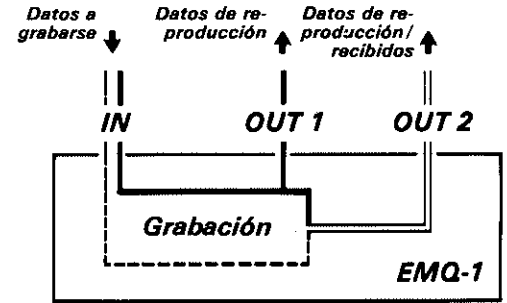 Datos a
grabarse
Datos de re-
producción
Datos de re-
producción/
recibidos
IN
OUT 1
OUT 2
Grabación
EMQ-1